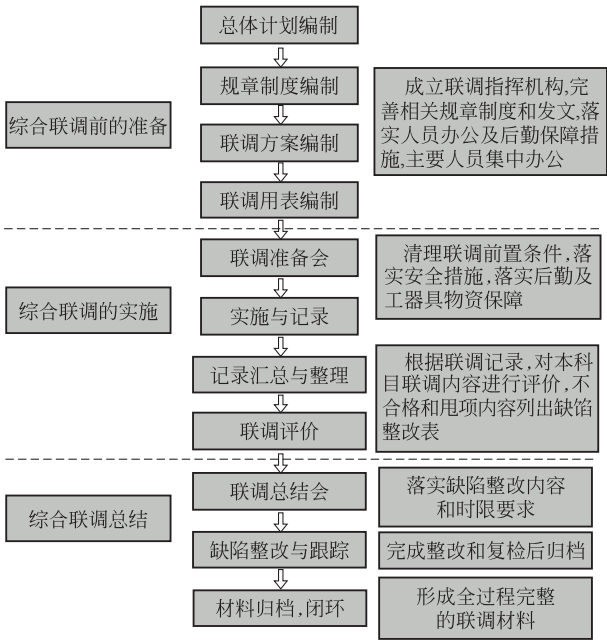 总体计划编制
规章制度编制
联调方案编制
联调用表编制
综合联调前的准备
成立联调指挥机构,完
善相关规章制度和发文,落
实人员办公及后勤保障措
施,主要人员集中办公
联调准备会
实施与记录
记录汇总与整理
联调评价
综合联调的实施
清理联调前置条件，落
实安全措施，落实后勤及
工器具物资保障
根据联调记录，对本科
目联调内容进行评价，不
合格和甩项内容列出缺馅
整改表
联调总结会
缺陷整改与跟踪
材料归档,闭环
综合联调总结
落实缺陷整改内容
和时限要求
完成整改和复检后归档
形成全过程完整
的联调材料